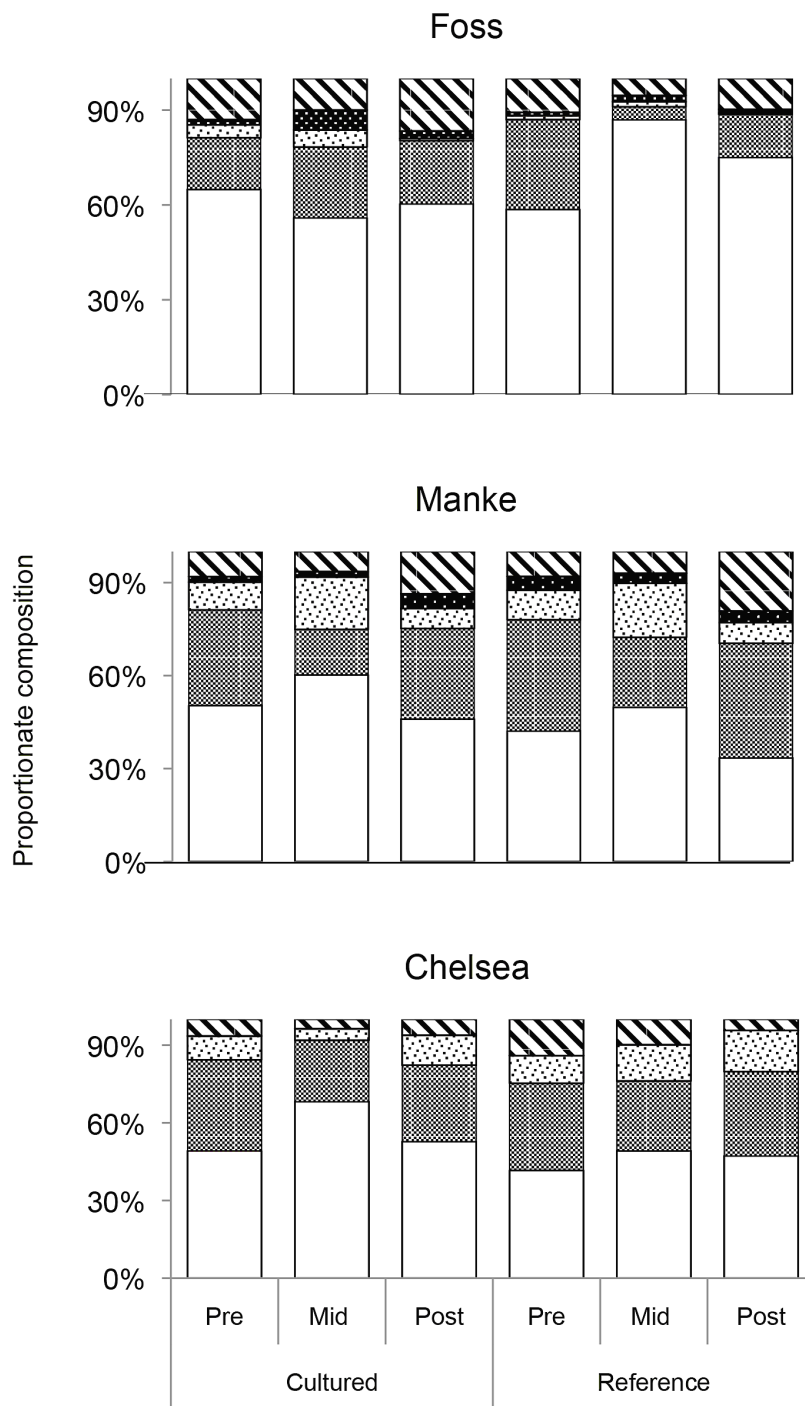 Foss
90%
60%
30%
0%
Manke
Proportionate composition
90%
60%
30%
0%
Chelsea
90%
60%
30%
0%
Pre Mid Post Pre Mid Post
Cultured Reference